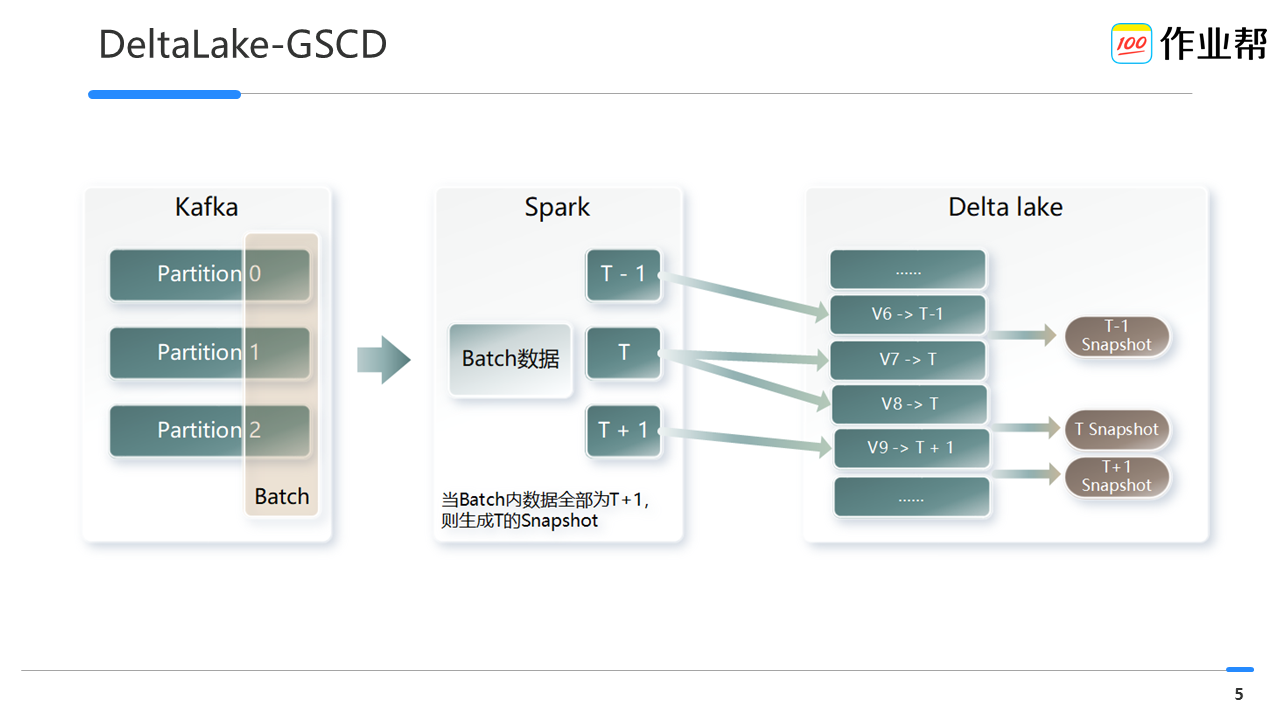 DeltaLake-GSCD
100 作业帮
Kafka
Partition 0
Partition 1
Partition 2
Batch
Spark
T - 1
Batch数据
T
T + 1
当Batch内数据全部为T+1,
则生成T的Snapshot
Delta lake
......
V6 -> T-1
V7 -> T
V8 -> T
V9 -> T + 1
......
T-1
Snapshot
T Snapshot
T+1
Snapshot
5